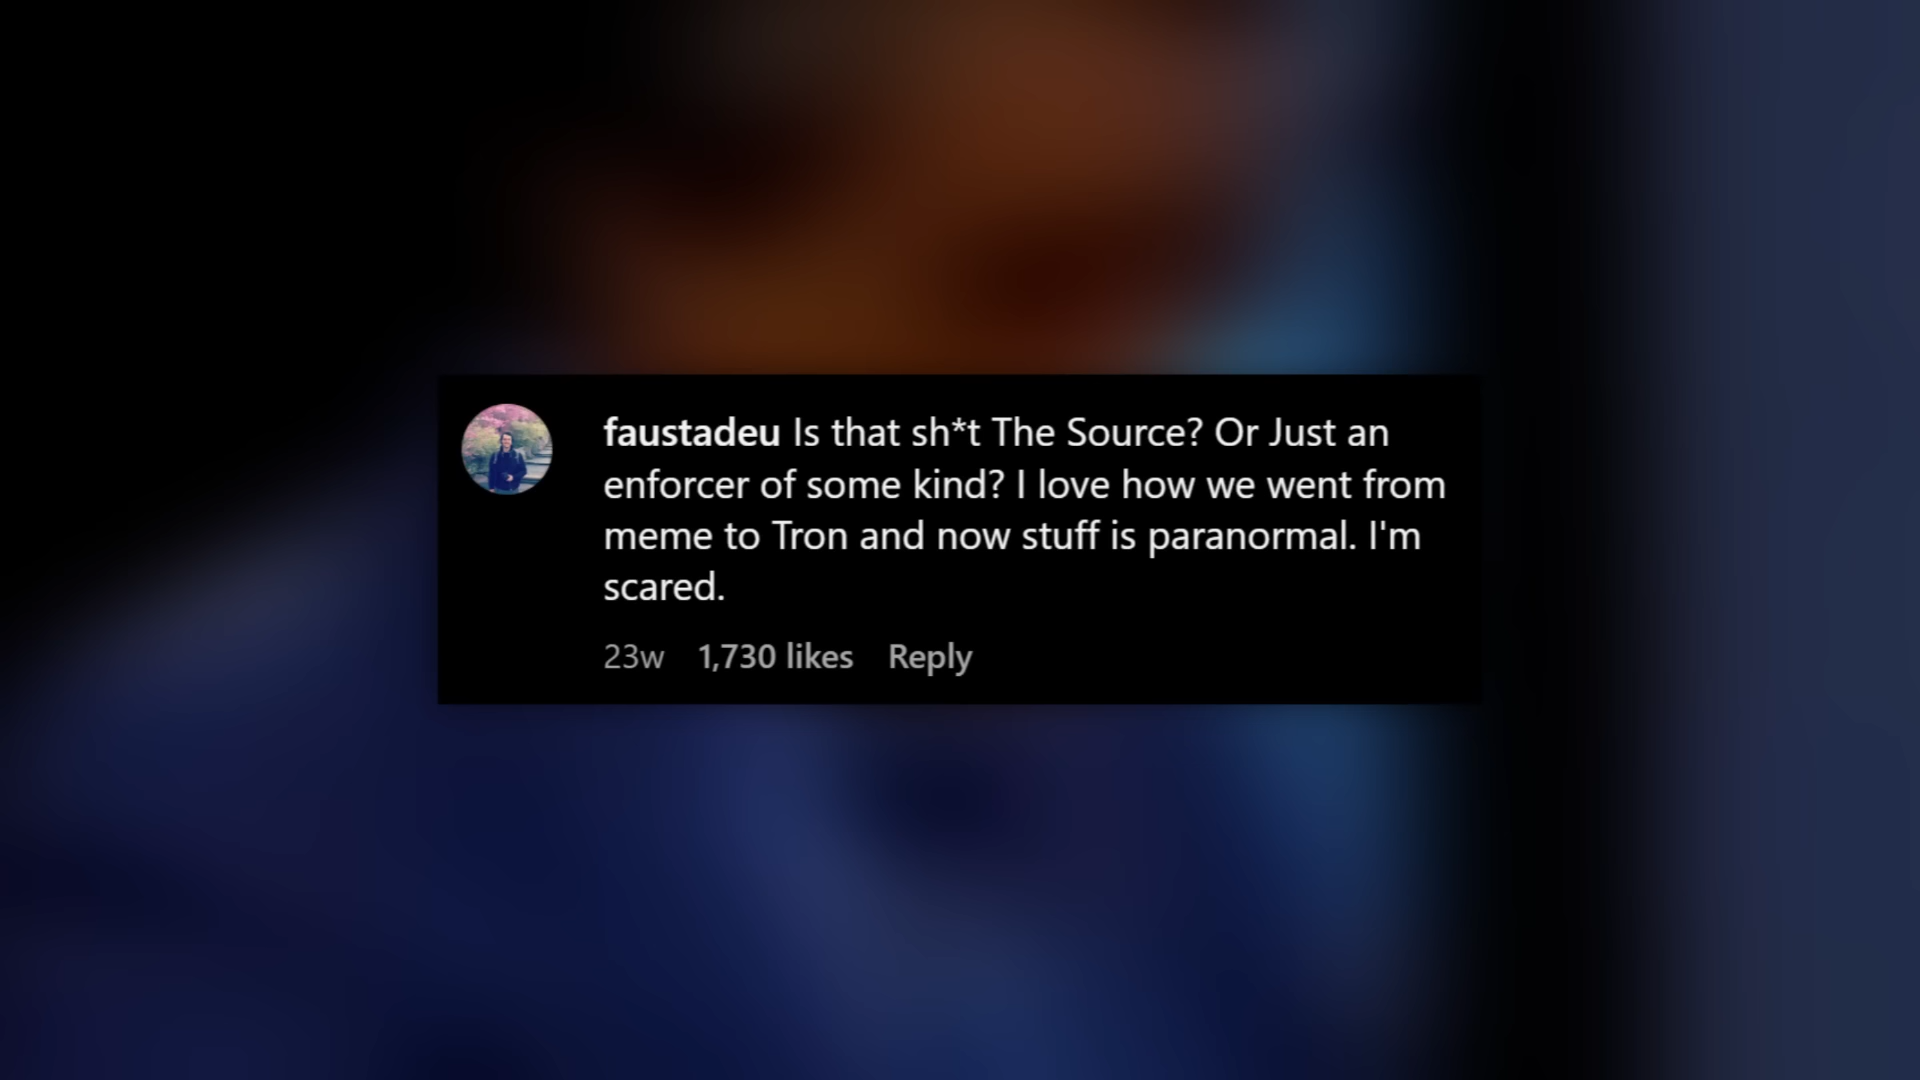 faustadeu Is that sh*t The Source? Or Just an
enforcer of some kind? I love how we went from
meme to Tron and now stuff is paranormal. I'm
scared.
23w 1,730 likes Reply